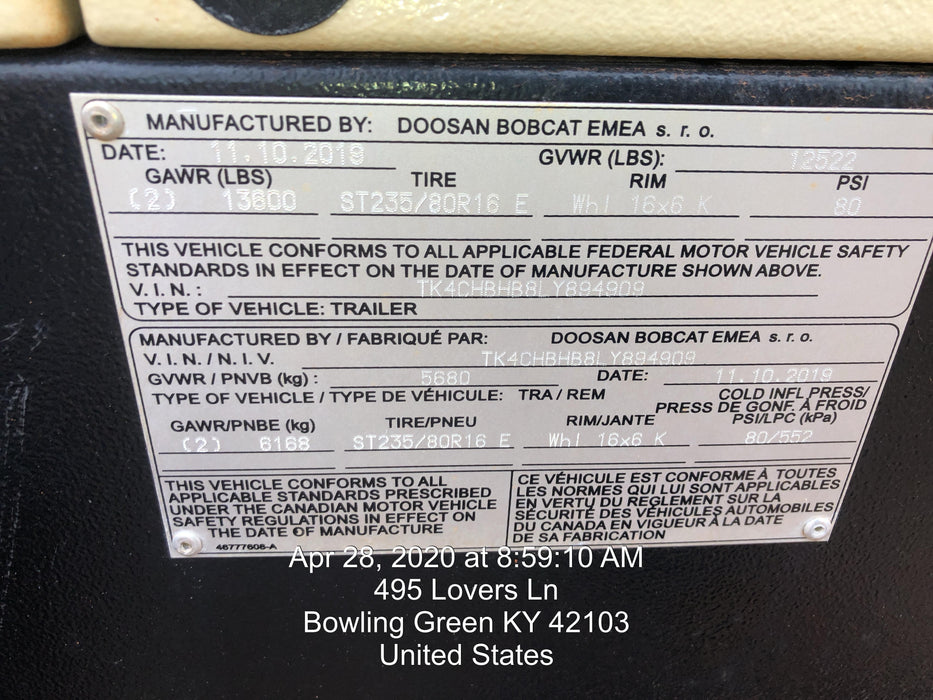 MANUFACTURED BY: DOOSAN BOBCAT EMEA s. r. o.
DATE: 11.10.2019 GVWR (LBS): 12522
GAWR (LBS) TIRE RIM PSI
(2) 13600 ST235/80R16 E Whl 16x6 K 80
THIS VEHICLE CONFORMS TO ALL APPLICABLE FEDERAL MOTOR VEHICLE SAFETY
STANDARDS IN EFFECT ON THE DATE OF MANUFACTURE SHOWN ABOVE.
V. I. N. : TK4CHBHB8LY894909
TYPE OF VEHICLE: TRAILER
MANUFACTURED BY / FABRIQUÉ PAR: DOOSAN BOBCAT EMEA s. r. o.
V. I. N. / N. I. V. TK4CHBHB8LY894909
GVWR / PNVB (kg) : 5680 DATE: 11.10.2019
TYPE OF VEHICLE / TYPE DE VÉHICULE: TRA / REM
COLD INFL PRESS/
PRESS DE GONF. À FROID
GAWR/PNBE (kg) TIRE/PNEU RIM/JANTE PSI/LPC (kPa)
(2) 6168 ST235/80R16 E Whl 16x6 K 80/552
THIS VEHICLE CONFORMS TO ALL
APPLICABLE STANDARDS PRESCRIBED
UNDER THE CANADIAN MOTOR VEHICLE
SAFETY REGULATIONS IN EFFECT ON
THE DATE OF MANUFACTURE
46777606-A
CE VÉHICULE EST CONFORME À TOUTES
LES NORMES QUI LUI SONT APPLICABLES
EN VERTU DU REGLEMENT SUR LA
SÉCURITÉ DES VÉHICULES AUTOMOBILES
DU CANADA EN VIGUEUR À LA DATE
DE SA FABRICATION
Apr 28, 2020 at 8:59:10 AM
495 Lovers Ln
Bowling Green KY 42103
United States